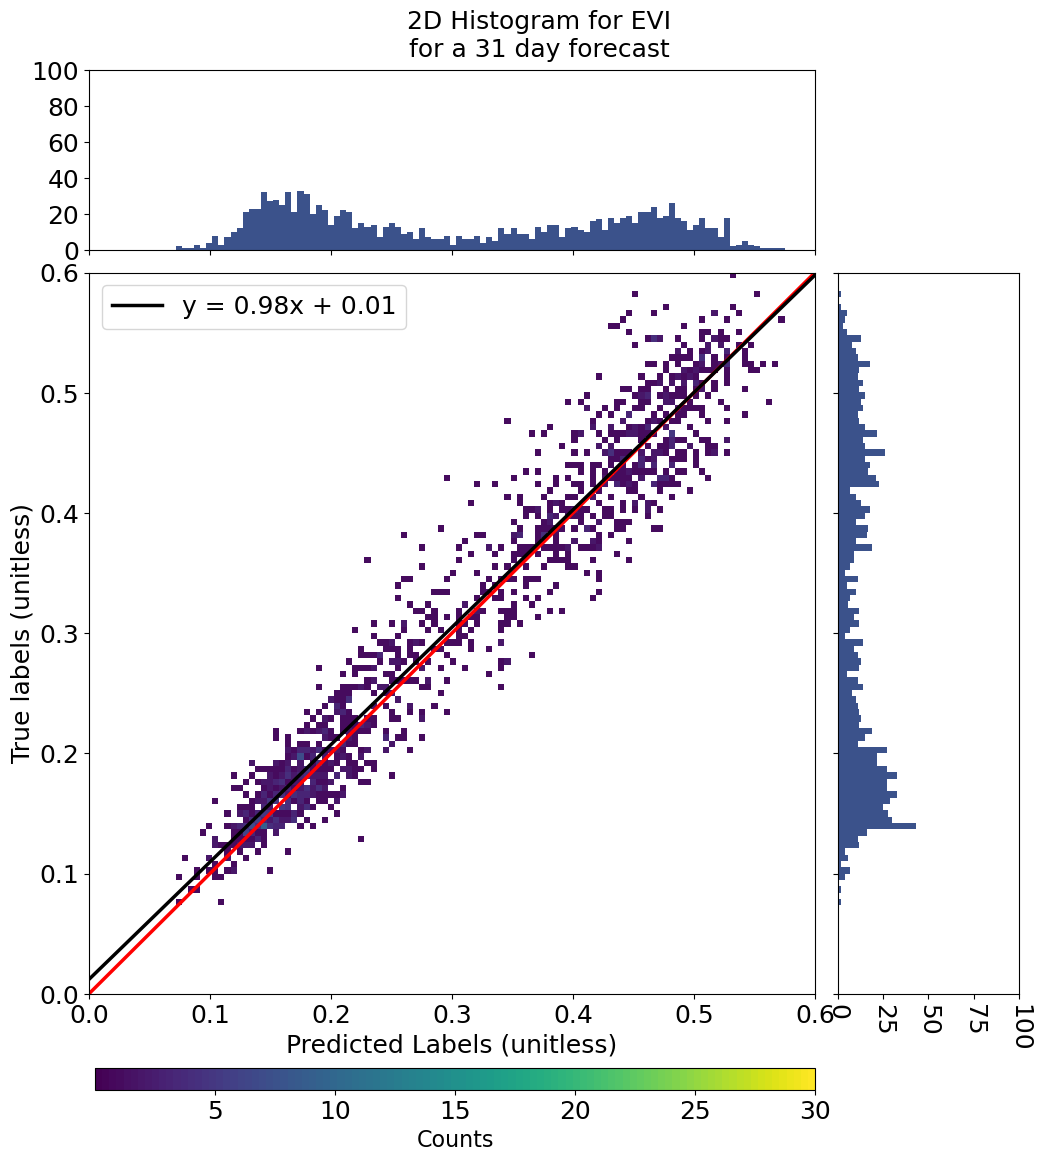 2D Histogram for EVI
for a 31 day forecast
100
80
60
40
20
0
0.6
0.5
0.4
0.3
0.2
0.1
0.0
y = 0.98x + 0.01
True labels (unitless)
0.0 0.1 0.2 0.3 0.4 0.5 0.6
Predicted Labels (unitless)
0 25 50 75 100
5 10 15 20 25 30
Counts